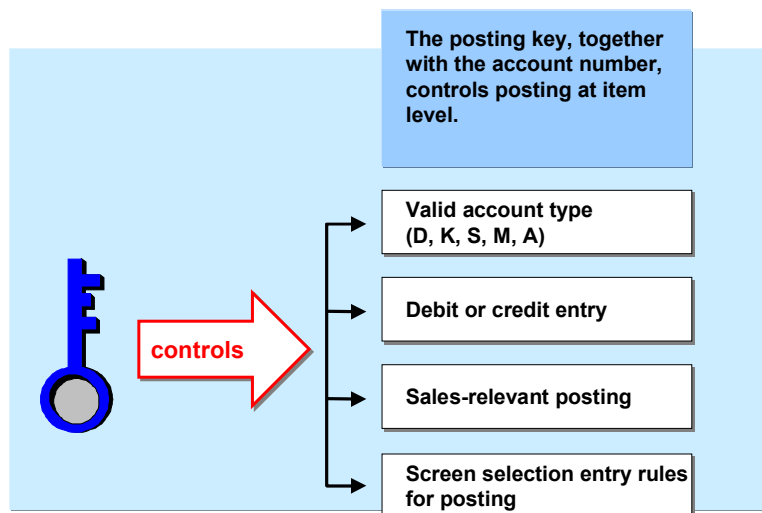 The posting key, together
with the account number,
controls posting at item
level.
Valid account type
(D, K, S, M, A)
controls
Debit or credit entry
Sales-relevant posting
Screen selection entry rules
for posting